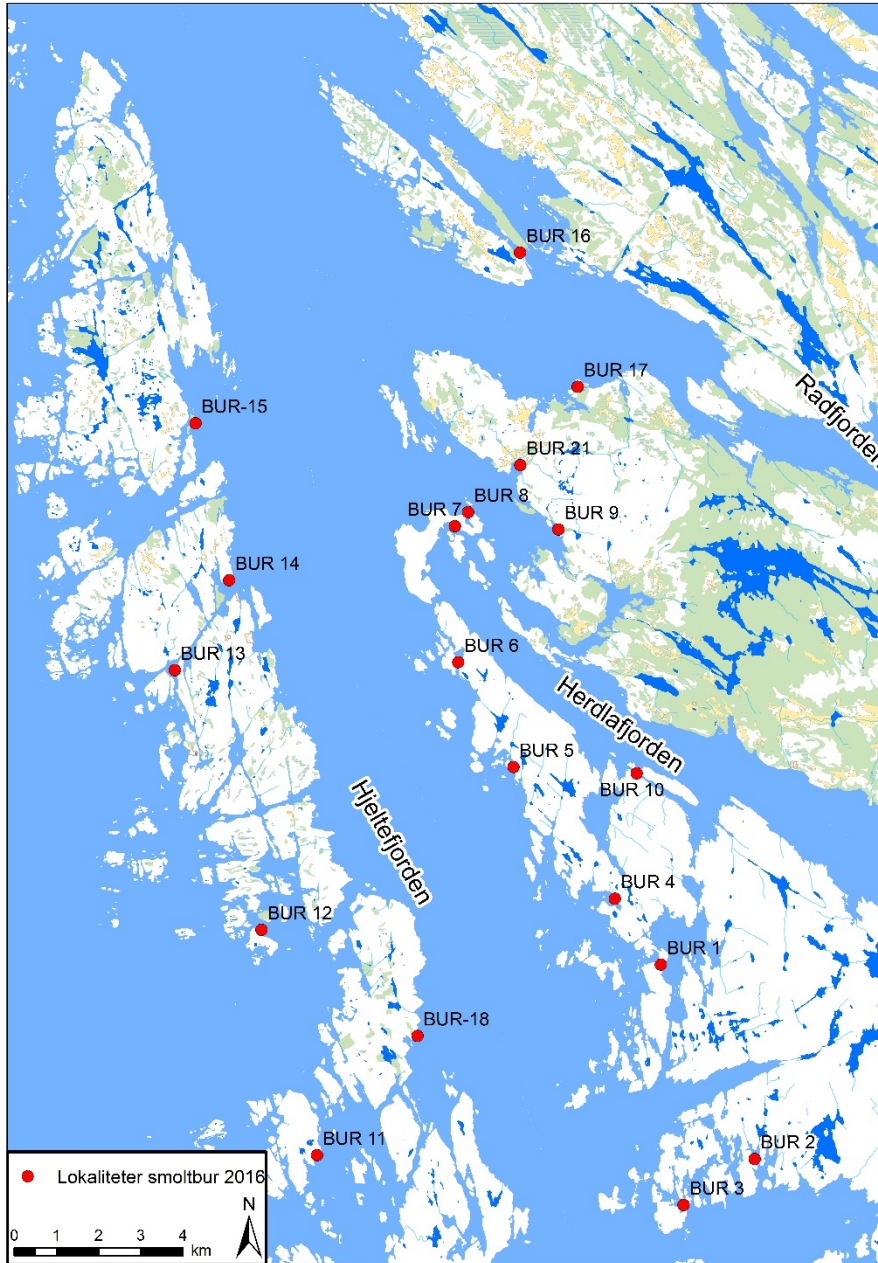 BUR 16
BUR 17
Radfjorden
BUR-15
BUR 21
BUR 8
BUR 7
BUR 9
BUR 14
BUR 6
BUR 13
Herdlafjorden
BUR 5
BUR 10
Hjeltefjorden
BUR 4
BUR 12
BUR 1
BUR-18
BUR 11
BUR 2
BUR 3
Lokaliteter smoltbur 2016
N
0 1 2 3 4
km